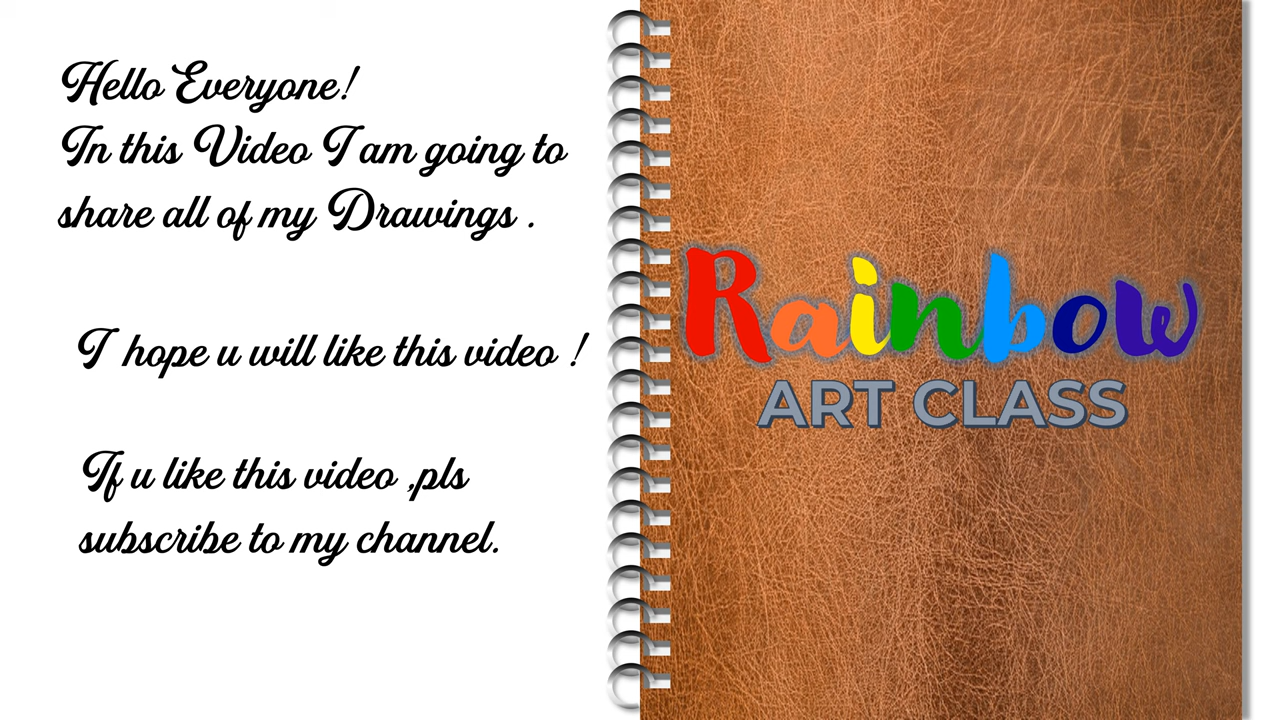 Hello Everyone!
In this Video I am going to
share all of my Drawings .
I hope u will like this video !
If u like this video ,pls
subscribe to my channel.
Rainbow
ART CLASS